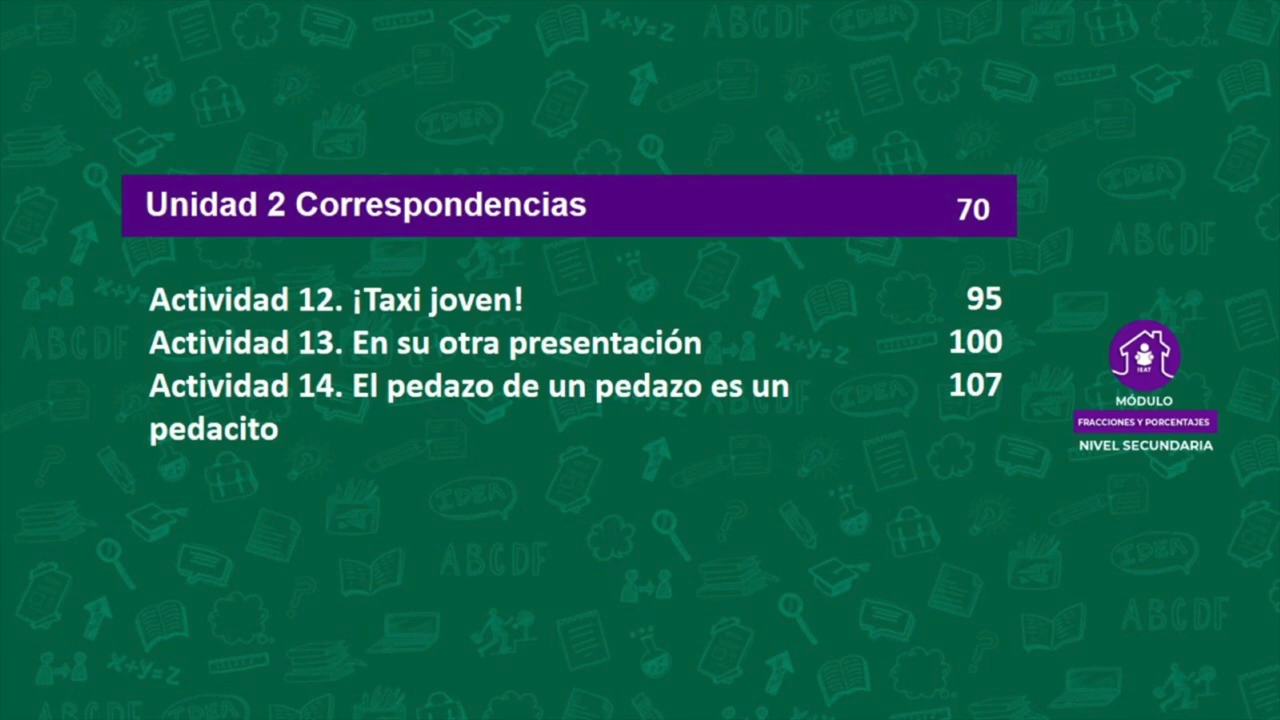 Unidad 2 Correspondencias 70
Actividad 12. ¡Taxi joven! 95
Actividad 13. En su otra presentación 100
Actividad 14. El pedazo de un pedazo es un 107
pedacito
IEAT
MÓDULO
FRACCIONES Y PORCENTAJES
NIVEL SECUNDARIA